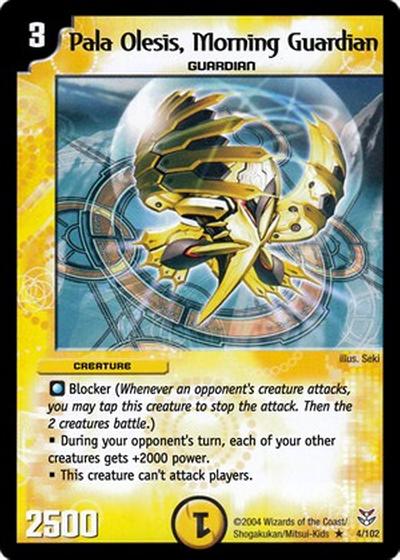 3 Pala Olesis, Morning Guardian
GUARDIAN
illus. Seki
CREATURE
Blocker (Whenever an opponent's creature attacks,
you may tap this creature to stop the attack. Then the
2 creatures battle.)
▪ During your opponent's turn, each of your other
creatures gets +2000 power.
▪ This creature can't attack players.
2500
1
©2004 Wizards of the Coast/
Shogakukan/Mitsui-Kids ★ 4/102